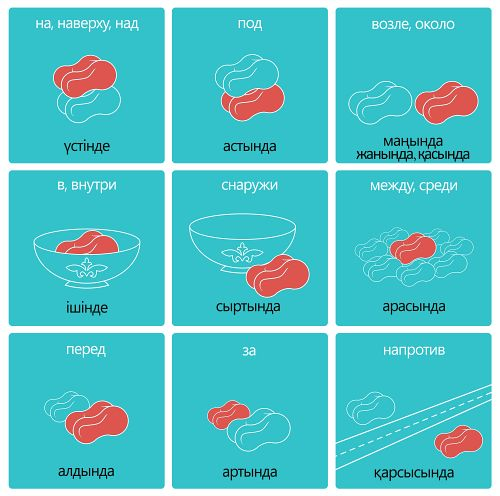 на, наверху, над
үстінде
под
астында
возле, около
маңында
жанында, қасында
в, внутри
ішінде
снаружи
сыртында
между, среди
арасында
перед
алдында
за
артында
напротив
қарсысында